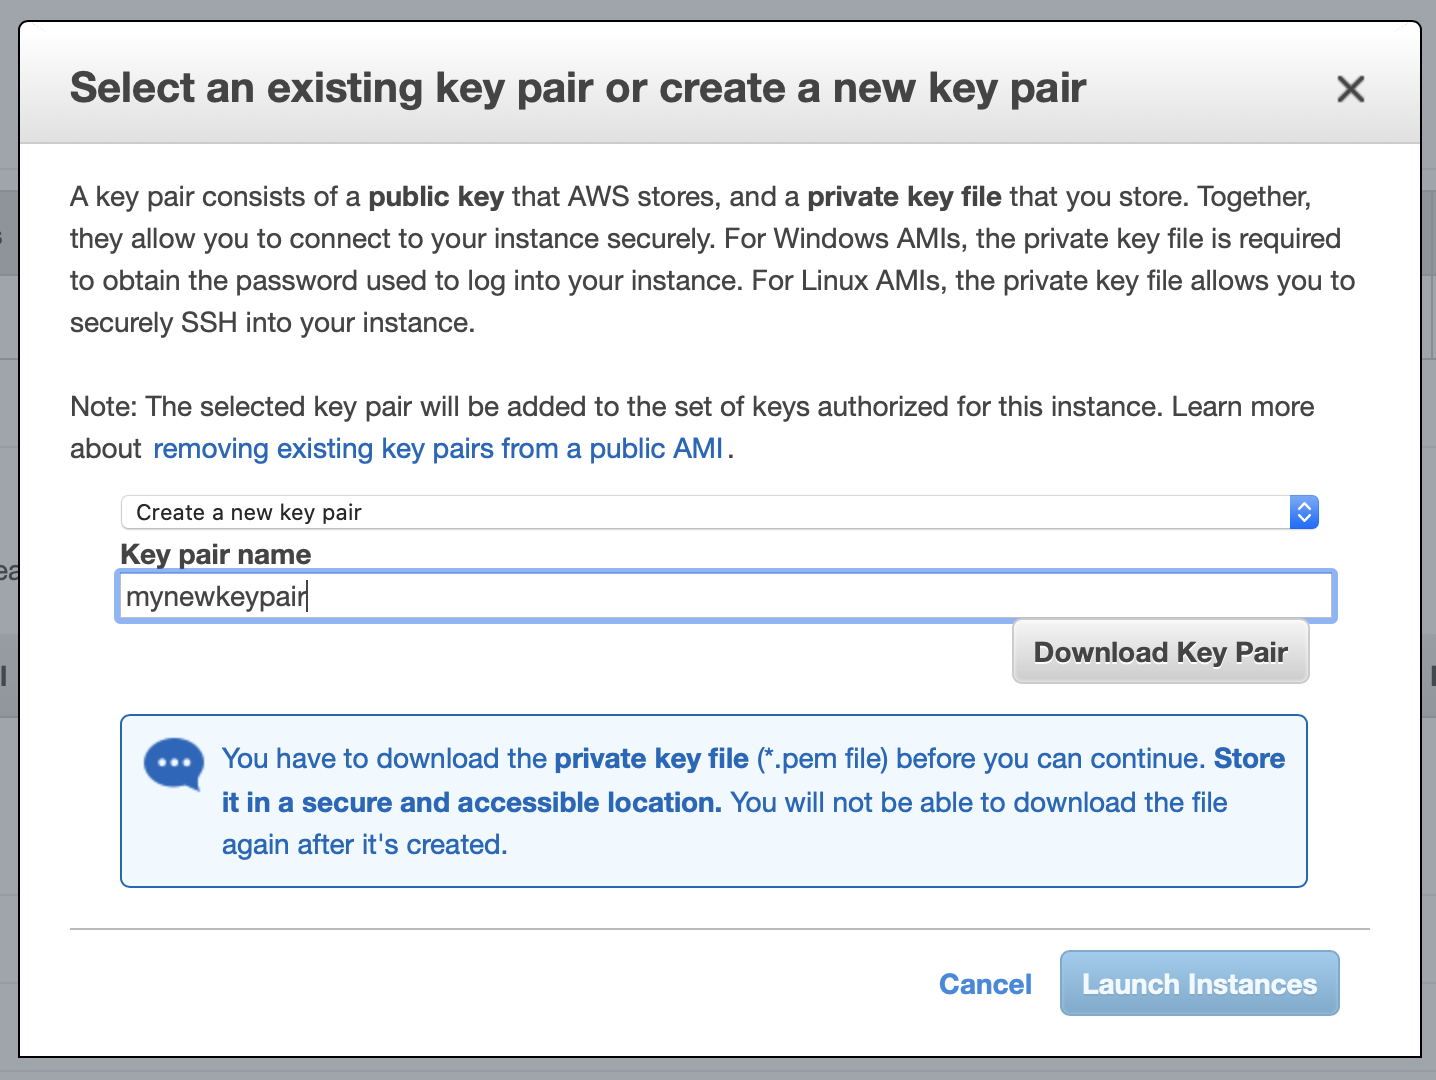 Select an existing key pair or create a new key pair
A key pair consists of a public key that AWS stores, and a private key file that you store. Together,
they allow you to connect to your instance securely. For Windows AMIs, the private key file is required
to obtain the password used to log into your instance. For Linux AMIs, the private key file allows you to
securely SSH into your instance.
Note: The selected key pair will be added to the set of keys authorized for this instance. Learn more
about removing existing key pairs from a public AMI.
Create a new key pair
Key pair name
mynewkeypair
Download Key Pair
You have to download the private key file (*.pem file) before you can continue. Store
it in a secure and accessible location. You will not be able to download the file
again after it's created.
Cancel
Launch Instances